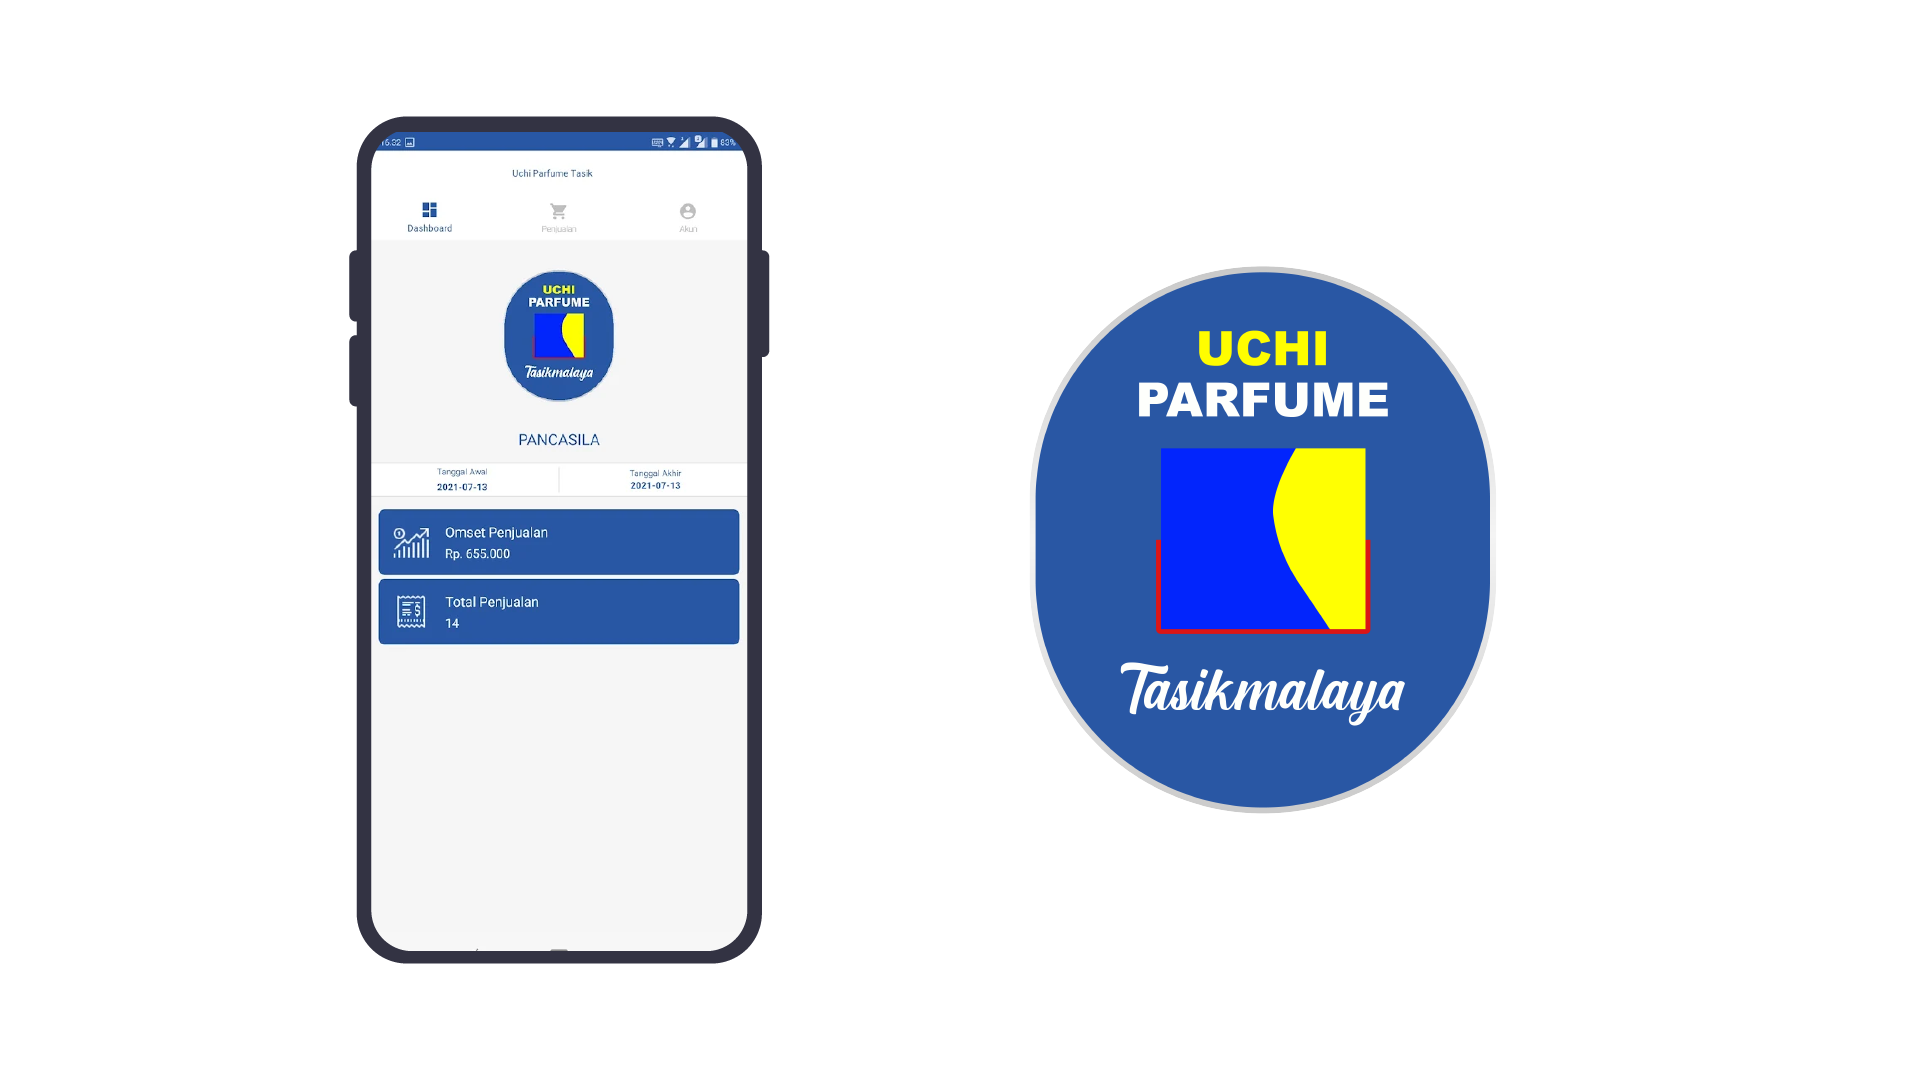 16.32
83%
Uchi Parfume Tasik
Dashboard
Penjualan
Akun
UCHI
PARFUME
Tasikmalaya
PANCASILA
Tanggal Awal
2021-07-13
Tanggal Akhir
2021-07-13
Omset Penjualan
Rp. 655.000
Total Penjualan
14
UCHI
PARFUME
Tasikmalaya